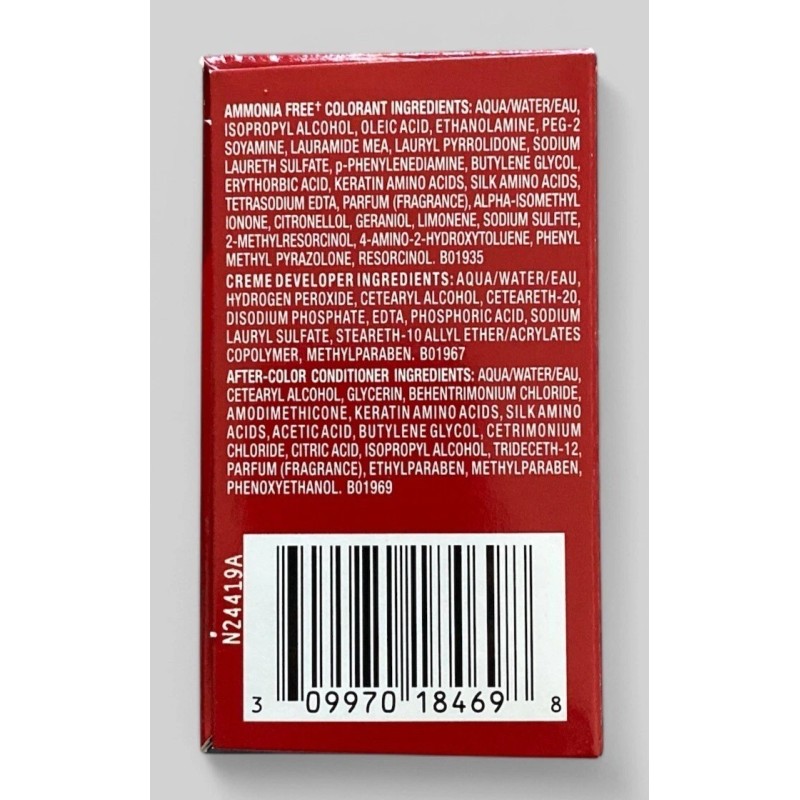 AMMONIA FREE† COLORANT INGREDIENTS: AQUA/WATER/EAU,
ISOPROPYL ALCOHOL, OLEIC ACID, ETHANOLAMINE, PEG-2
SOYAMINE, LAURAMIDE MEA, LAURYL PYRROLIDONE, SODIUM
LAURETH SULFATE, p-PHENYLENEDIAMINE, BUTYLENE GLYCOL,
ERYTHORBIC ACID, KERATIN AMINO ACIDS, SILK AMINO ACIDS,
TETRASODIUM EDTA, PARFUM (FRAGRANCE), ALPHA-ISOMETHYL
IONONE, CITRONELLOL, GERANIOL, LIMONENE, SODIUM SULFITE,
2-METHYLRESORCINOL, 4-AMINO-2-HYDROXYTOLUENE, PHENYL
METHYL PYRAZOLONE, RESORCINOL. B01935
CREME DEVELOPER INGREDIENTS: AQUA/WATER/EAU,
HYDROGEN PEROXIDE, CETEARYL ALCOHOL, CETEARETH-20,
DISODIUM PHOSPHATE, EDTA, PHOSPHORIC ACID, SODIUM
LAURYL SULFATE, STEARETH-10 ALLYL ETHER/ACRYLATES
COPOLYMER, METHYLPARABEN. B01967
AFTER-COLOR CONDITIONER INGREDIENTS: AQUA/WATER/EAU,
CETEARYL ALCOHOL, GLYCERIN, BEHENTRIMONIUM CHLORIDE,
AMODIMETHICONE, KERATIN AMINO ACIDS, SILK AMINO
ACIDS, ACETIC ACID, BUTYLENE GLYCOL, CETRIMONIUM
CHLORIDE, CITRIC ACID, ISOPROPYL ALCOHOL, TRIDECETH-12,
PARFUM (FRAGRANCE), ETHYLPARABEN, METHYLPARABEN,
PHENOXYETHANOL. B01969
N24419A
3 09970 18469 8